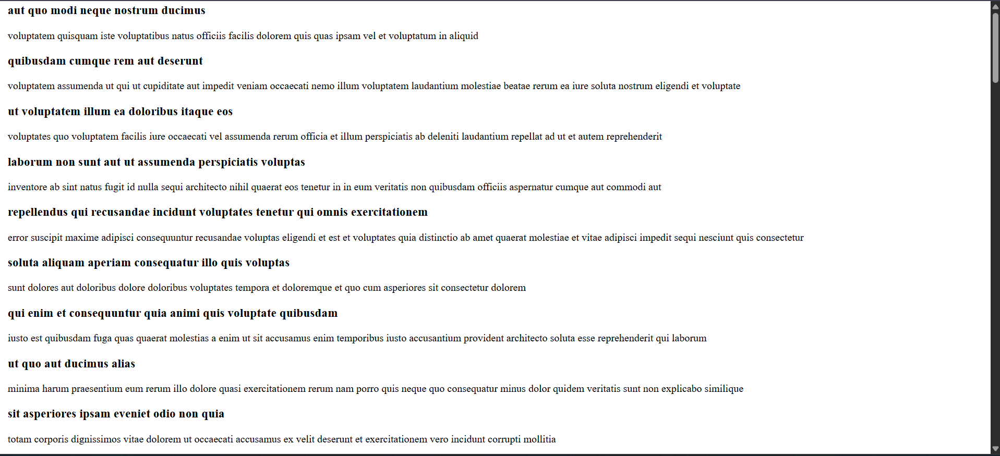 aut quo modi neque nostrum ducimus
voluptatem quisquam iste voluptatibus natus officiis facilis dolorem quis quas ipsam vel et voluptatum in aliquid
quibusdam cumque rem aut deserunt
voluptatem assumenda ut qui ut cupiditate aut impedit veniam occaecati nemo illum voluptatem laudantium molestiae beatae rerum ea iure soluta nostrum eligendi et voluptate
ut voluptatem illum ea doloribus itaque eos
voluptates quo voluptatem facilis iure occaecati vel assumenda rerum officia et illum perspiciatis ab deleniti laudantium repellat ad ut et autem reprehenderit
laborum non sunt aut ut assumenda perspiciatis voluptas
inventore ab sint natus fugit id nulla sequi architecto nihil quaerat eos tenetur in in eum veritatis non quibusdam officiis aspernatur cumque aut commodi aut
repellendus qui recusandae incidunt voluptates tenetur qui omnis exercitationem
error suscipit maxime adipisci consequuntur recusandae voluptas eligendi et est et voluptates quia distinctio ab amet quaerat molestiae et vitae adipisci impedit sequi nesciunt quis consectetur
soluta aliquam aperiam consequatur illo quis voluptas
sunt dolores aut doloribus dolore doloribus voluptates tempora et doloremque et quo cum asperiores sit consectetur dolorem
qui enim et consequuntur quia animi quis voluptate quibusdam
iusto est quibusdam fuga quas quaerat molestias a enim ut sit accusamus enim temporibus iusto accusantium provident architecto soluta esse reprehenderit qui laborum
ut quo aut ducimus alias
minima harum praesentium eum rerum illo dolore quasi exercitationem rerum nam porro quis neque quo consequatur minus dolor quidem veritatis sunt non explicabo similique
sit asperiores ipsam eveniet odio non quia
totam corporis dignissimos vitae dolorem ut occaecati accusamus ex velit deserunt et exercitationem vero incidunt corrupti mollitia